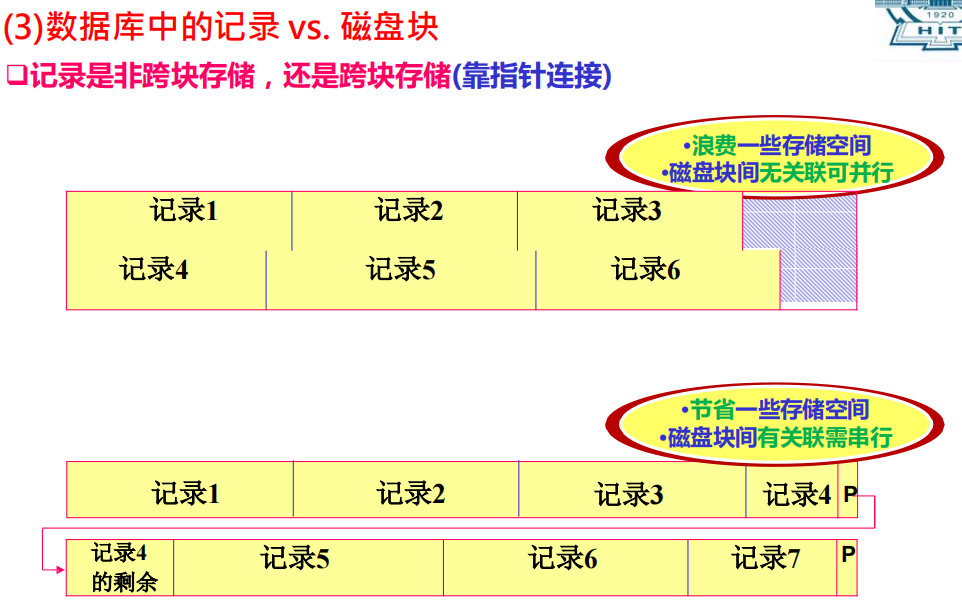 (3)数据库中的记录 vs. 磁盘块
1920
HIT
❑记录是非跨块存储，还是跨块存储(靠指针连接)
•浪费一些存储空间
•磁盘块间无关联可并行
记录1 记录2 记录3
记录4 记录5 记录6
•节省一些存储空间
•磁盘块间有关联需串行
记录1 记录2 记录3 记录4 P
记录4 记录5 记录6 记录7 P
的剩余